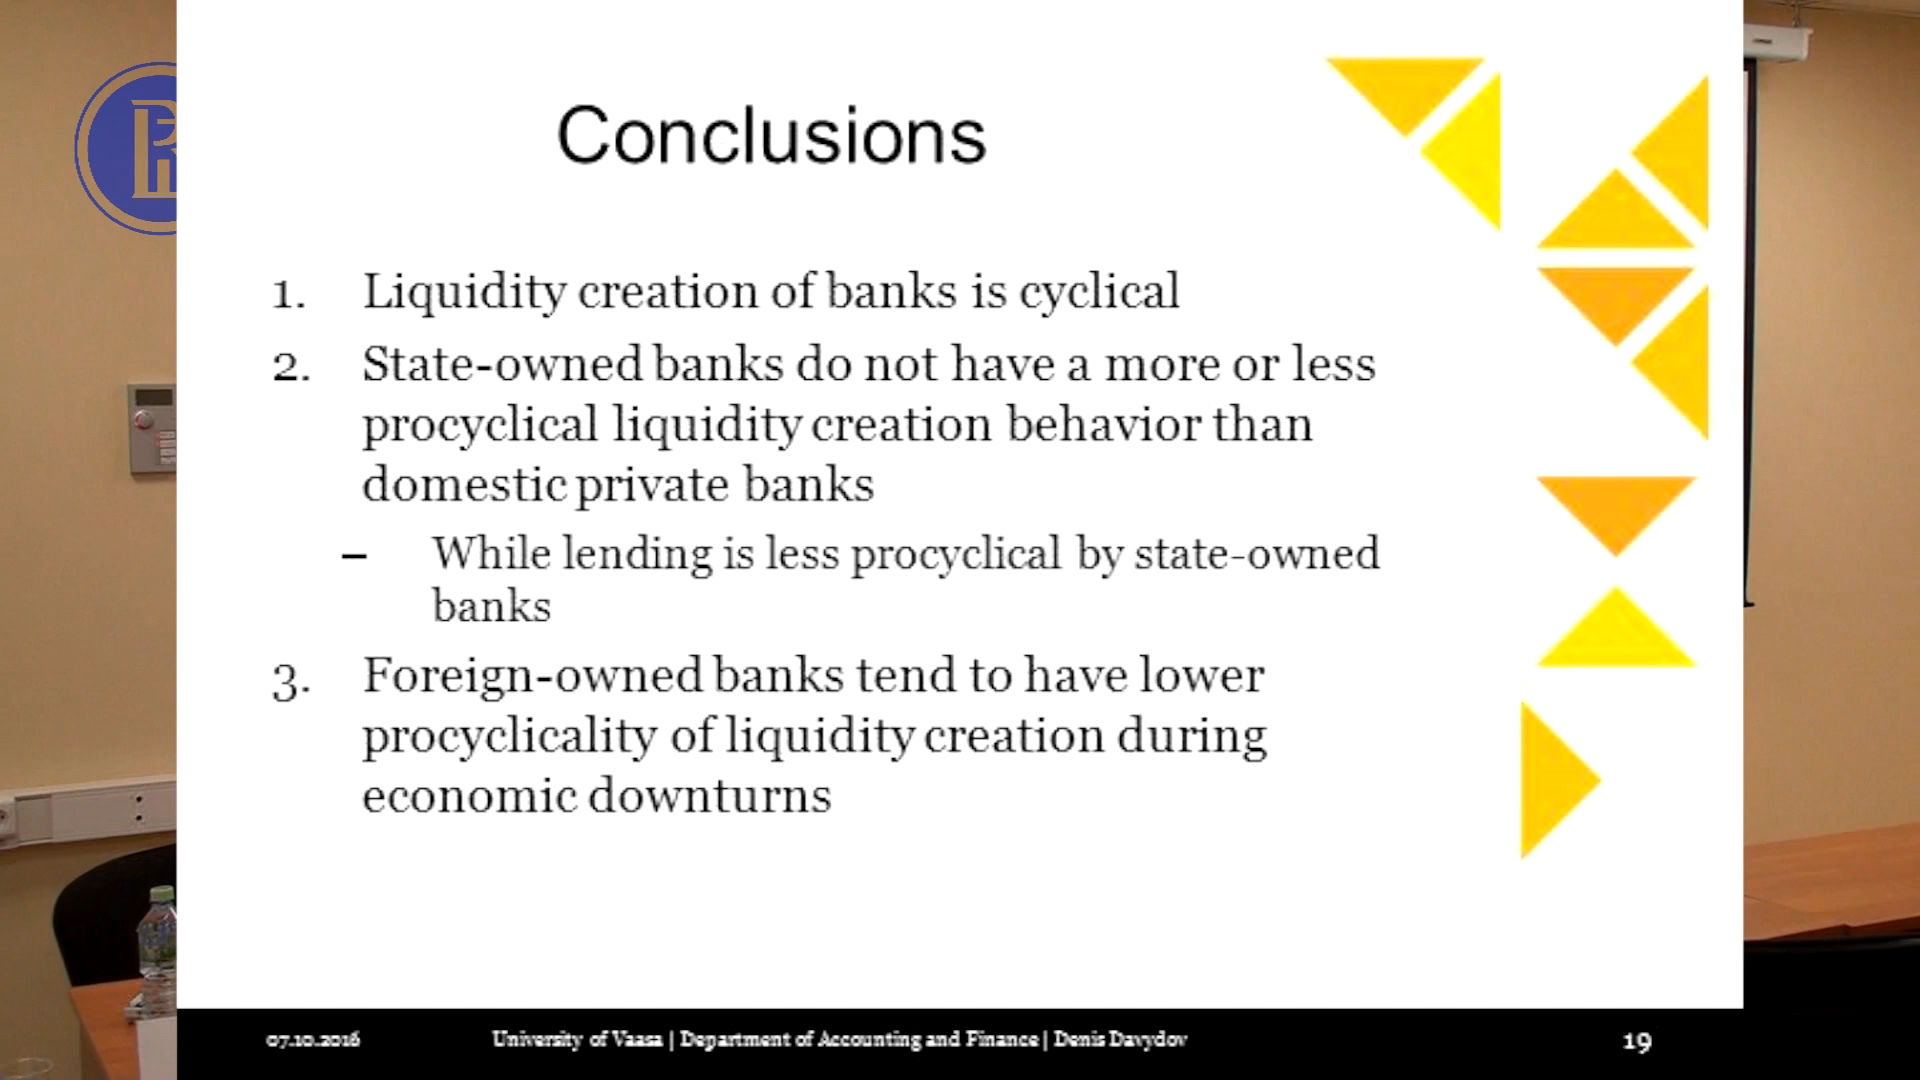 Conclusions
1. Liquidity creation of banks is cyclical
2. State-owned banks do not have a more or less
procyclical liquidity creation behavior than
domestic private banks
– While lending is less procyclical by state-owned
banks
3. Foreign-owned banks tend to have lower
procyclicality of liquidity creation during
economic downturns
07.10.2016 University of Vaasa | Department of Accounting and Finance | Denis Davydov 19